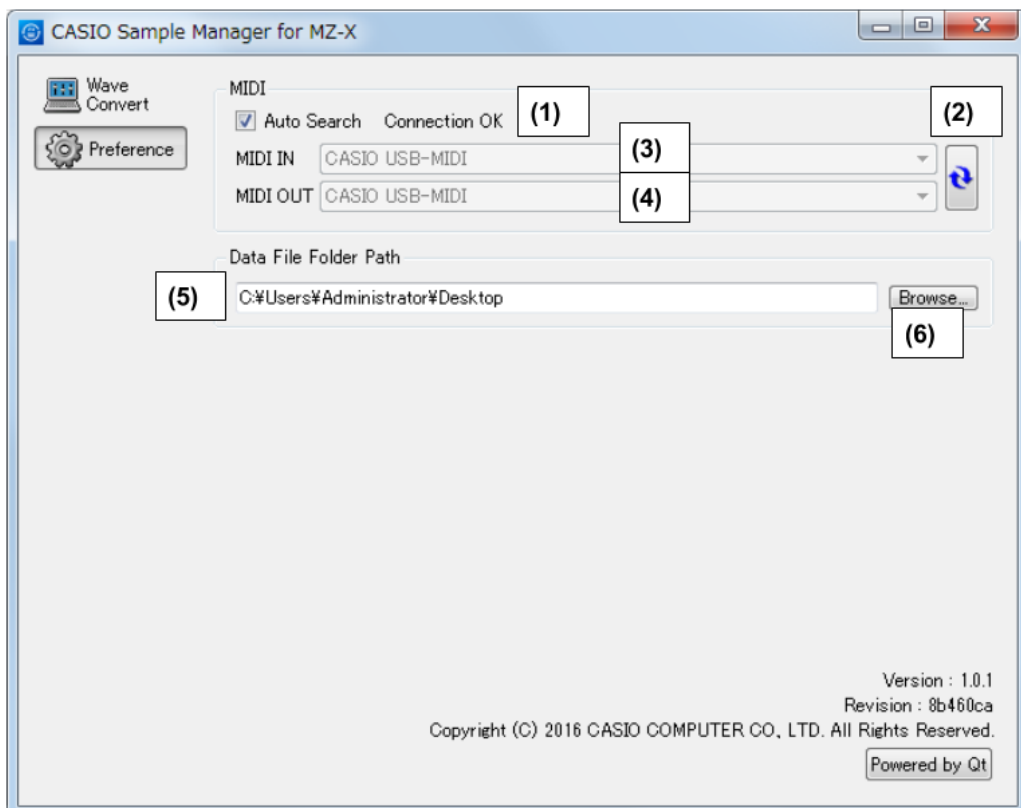 CASIO Sample Manager for MZ-X
Wave
Convert
Preference
MIDI
Auto Search Connection OK (1)
(2)
MIDI IN CASIO USB-MIDI (3)
MIDI OUT CASIO USB-MIDI (4)
Data File Folder Path
(5) C:¥Users¥Administrator¥Desktop Browse...
(6)
Version : 1.0.1
Revision : 8b460ca
Copyright (C) 2016 CASIO COMPUTER CO., LTD. All Rights Reserved.
Powered by Qt